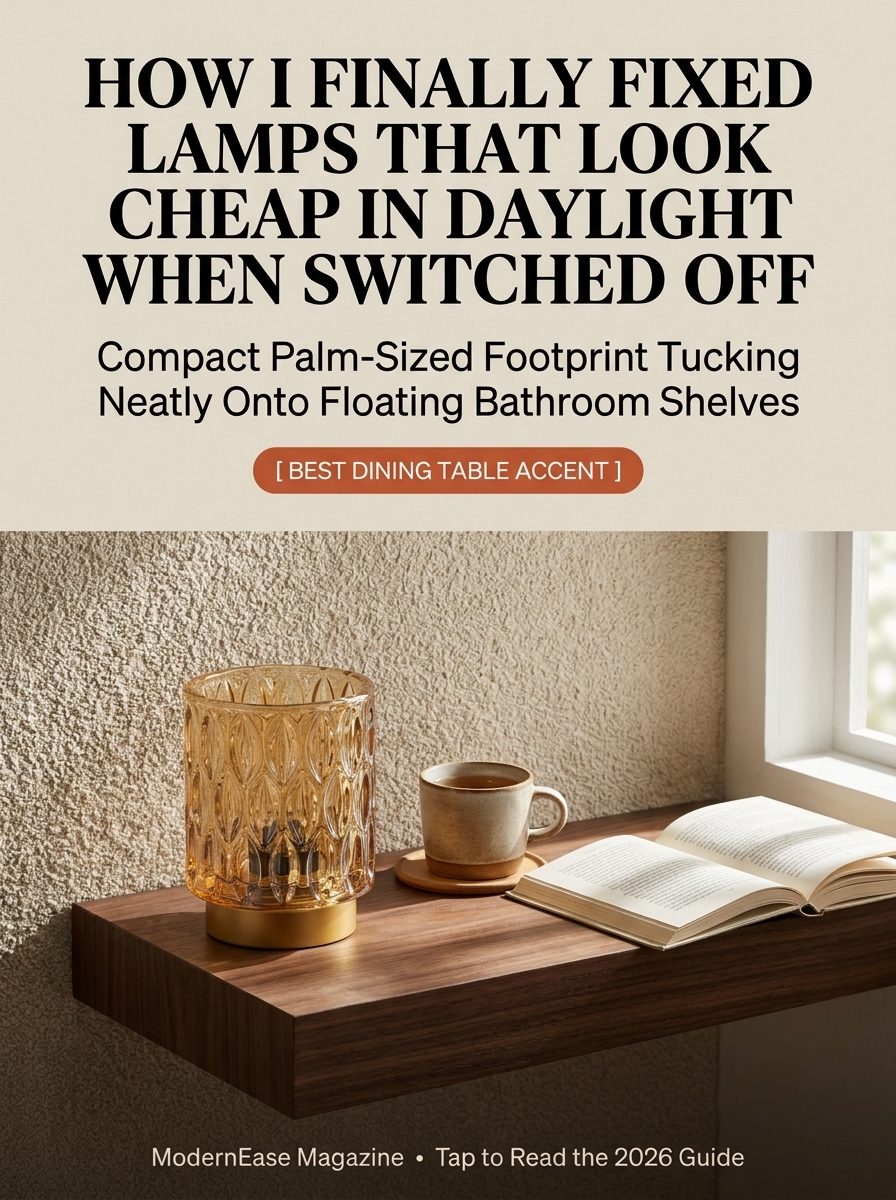 HOW I FINALLY FIXED
LAMPS THAT LOOK
CHEAP IN DAYLIGHT
WHEN SWITCHED OFF
Compact Palm-Sized Footprint Tucking
Neatly Onto Floating Bathroom Shelves
[ BEST DINING TABLE ACCENT ]
ModernEase Magazine • Tap to Read the 2026 Guide